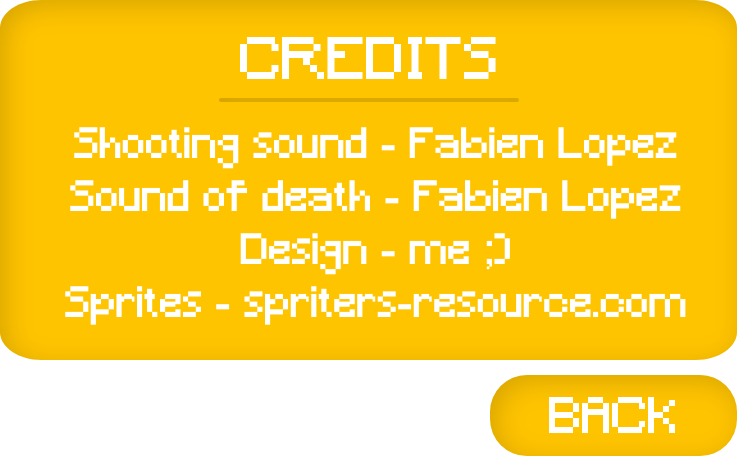 CREDITS
Shooting sound - Fabien Lopez
Sound of death - Fabien Lopez
Design - me ;)
Sprites - spriters-resource.com
BACK